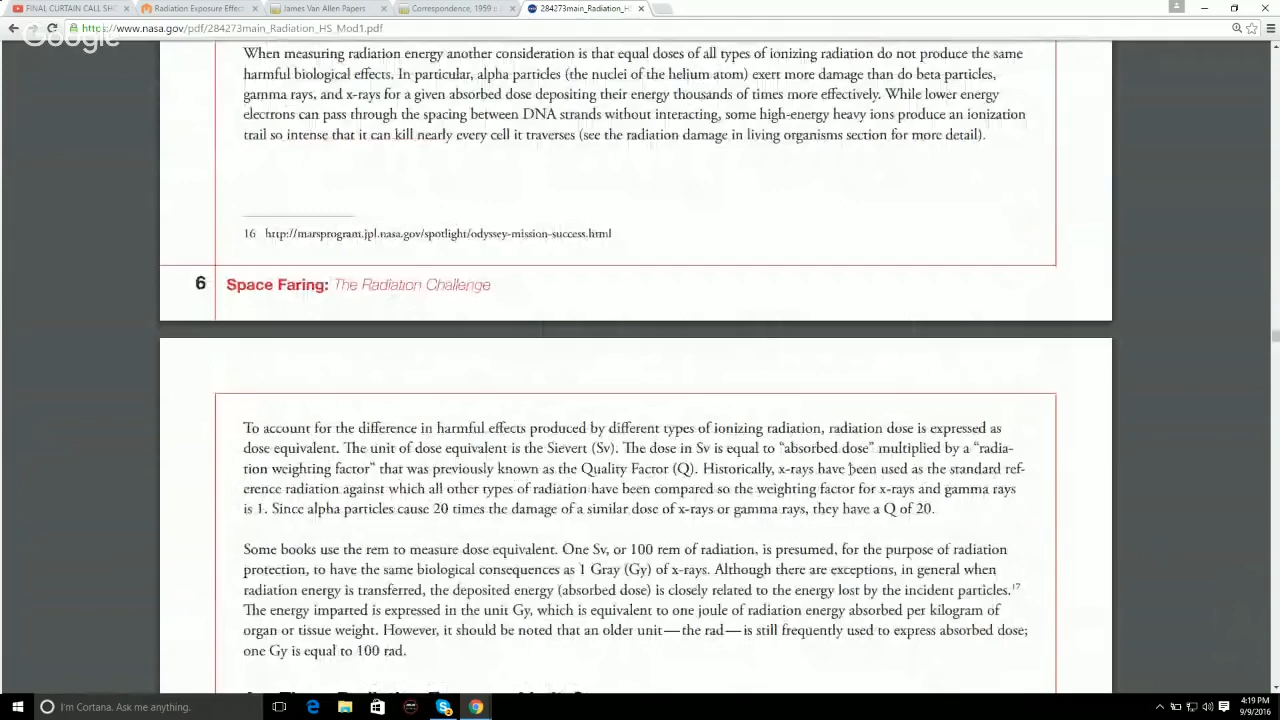 FINAL CURTAIN CALL SH
Radiation Exposure Effec
James Van Allen Papers
Correspondence, 1959 a
284273main_Radiation_HS
https://www.nasa.gov/pdf/284273main_Radiation_HS_Mod1.pdf
Google
When measuring radiation energy another consideration is that equal doses of all types of ionizing radiation do not produce the same
harmful biological effects. In particular, alpha particles (the nuclei of the helium atom) exert more damage than do beta particles,
gamma rays, and x-rays for a given absorbed dose depositing their energy thousands of times more effectively. While lower energy
electrons can pass through the spacing between DNA strands without interacting, some high-energy heavy ions produce an ionization
trail so intense that it can kill nearly every cell it traverses (see the radiation damage in living organisms section for more detail).
16 http://marsprogram.jpl.nasa.gov/spotlight/odyssey-mission-success.html
6 Space Faring: The Radiation Challenge
To account for the difference in harmful effects produced by different types of ionizing radiation, radiation dose is expressed as
dose equivalent. The unit of dose equivalent is the Sievert (Sv). The dose in Sv is equal to “absorbed dose” multiplied by a “radia-
tion weighting factor” that was previously known as the Quality Factor (Q). Historically, x-rays have been used as the standard ref-
erence radiation against which all other types of radiation have been compared so the weighting factor for x-rays and gamma rays
is 1. Since alpha particles cause 20 times the damage of a similar dose of x-rays or gamma rays, they have a Q of 20.
Some books use the rem to measure dose equivalent. One Sv, or 100 rem of radiation, is presumed, for the purpose of radiation
protection, to have the same biological consequences as 1 Gray (Gy) of x-rays. Although there are exceptions, in general when
radiation energy is transferred, the deposited energy (absorbed dose) is closely related to the energy lost by the incident particles.17
The energy imparted is expressed in the unit Gy, which is equivalent to one joule of radiation energy absorbed per kilogram of
organ or tissue weight. However, it should be noted that an older unit—the rad—is still frequently used to express absorbed dose;
one Gy is equal to 100 rad.
I'm Cortana. Ask me anything.
4:19 PM
9/9/2016